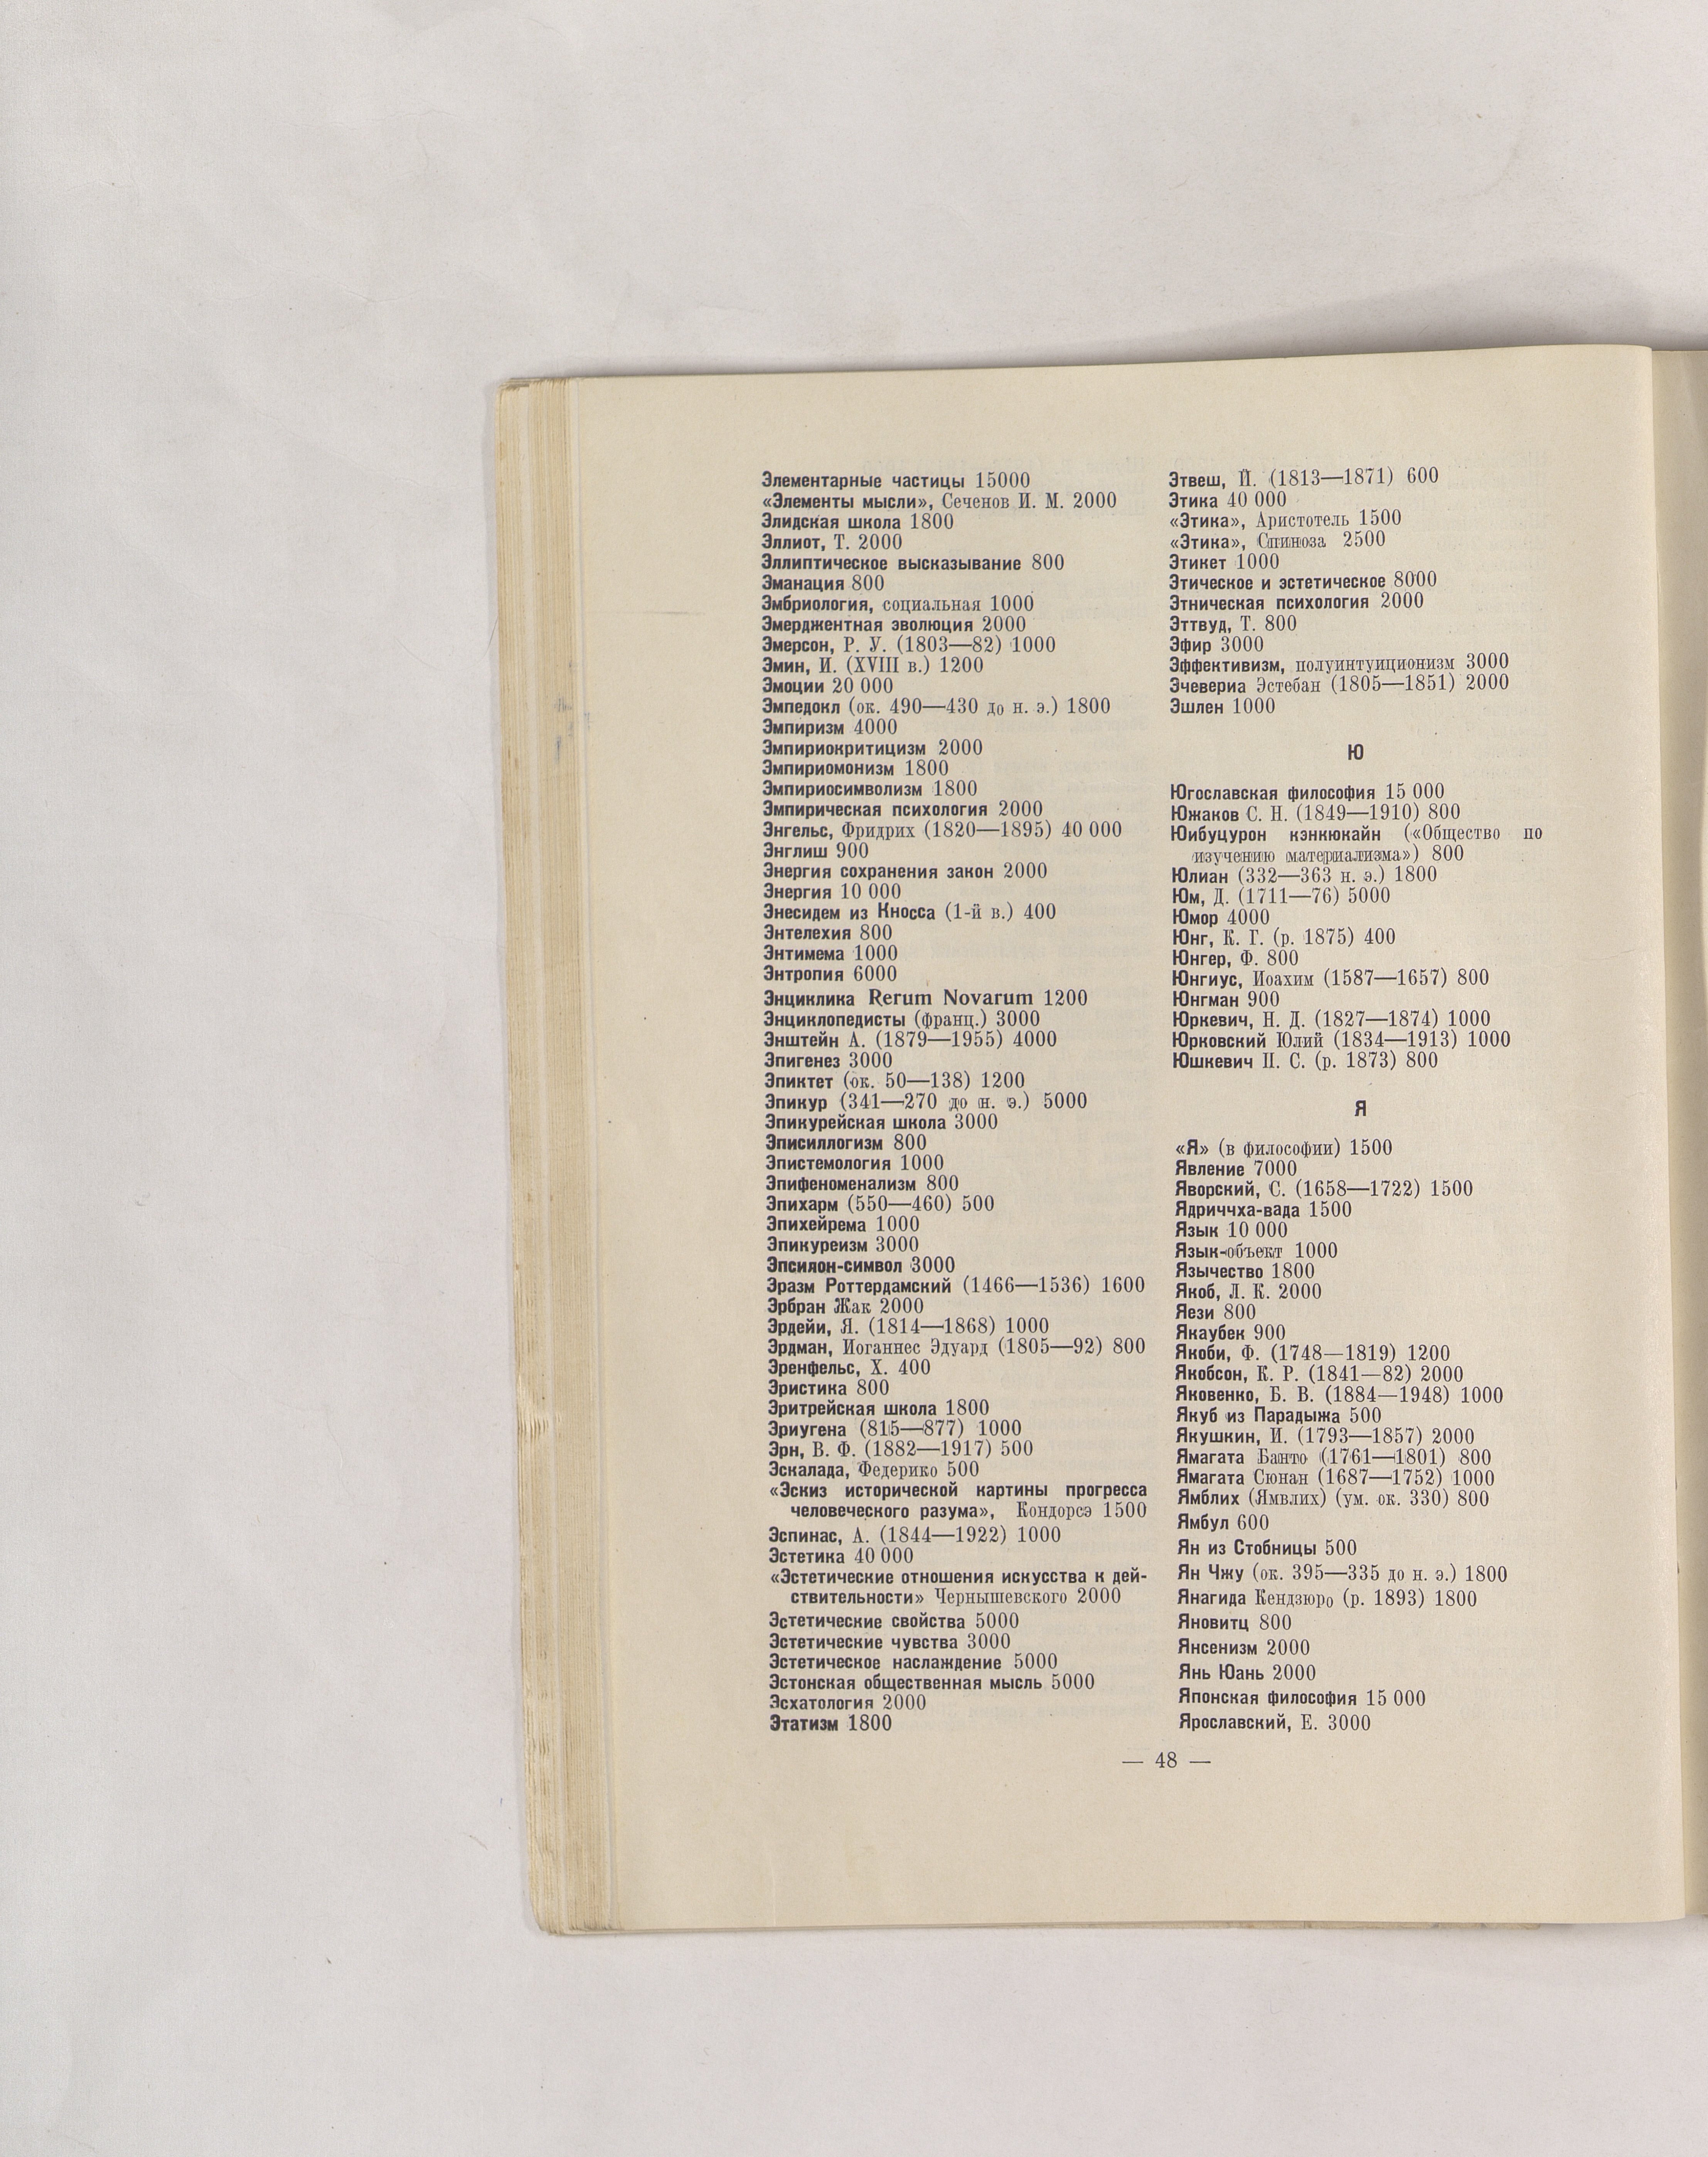 Элементарные частицы 15000
«Элементы мысли», Сеченов И. М. 2000
Элидская школа 1800
Эллиот, Т. 2000
Эллиптическое высказывание 800
Эманация 800
Эмбриология, социальная 1000
Эмерджентная эволюция 2000
Эмерсон, Р. У. (1803—82) 1000
Эмин, И. (XVIII в.) 1200
Эмоции 20 000
Эмпедокл (ок. 490—430 до н. э.) 1800
Эмпиризм 4000
Эмпириокритицизм 2000
Эмпириомонизм 1800
Эмпириосимволизм 1800
Эмпирическая психология 2000
Энгельс, Фридрих (1820—1895) 40 000
Энглиш 900
Энергия сохранения закон 2000
Энергия 10 000
Энесидем из Кносса (1-й в.) 400
Энтелехия 800
Энтимема 1000
Энтропия 6000
Энциклика Rerum Novarum 1200
Энциклопедисты (франц.) 3000
Энштейн А. (1879—1955) 4000
Эпигенез 3000
Эпиктет (ок. 50—138) 1200
Эпикур (341—270 до н. э.) 5000
Эпикурейская школа 3000
Эписиллогизм 800
Эпистемология 1000
Эпифеноменализм 800
Эпихарм (550—460) 500
Эпихейрема 1000
Эпикуреизм 3000
Эпсилон-символ 3000
Эразм Роттердамский (1466—1536) 1600
Эрбран Жак 2000
Эрдейи, Я. (1814—1868) 1000
Эрдман, Иоганнес Эдуард (1805—92) 800
Эренфельс, Х. 400
Эристика 800
Эритрейская школа 1800
Эриугена (815—877) 1000
Эрн, В. Ф. (1882—1917) 500
Эскалада, Федерико 500
«Эскиз исторической картины прогресса
человеческого разума», Кондорсэ 1500
Эспинас, А. (1844—1922) 1000
Эстетика 40 000
«Эстетические отношения искусства к дей-
ствительности» Чернышевского 2000
Эстетические свойства 5000
Эстетические чувства 3000
Эстетическое наслаждение 5000
Эстонская общественная мысль 5000
Эсхатология 2000
Этатизм 1800
Этвеш, Й. (1813—1871) 600
Этика 40 000
«Этика», Аристотель 1500
«Этика», Спиноза 2500
Этикет 1000
Этическое и эстетическое 8000
Этническая психология 2000
Эттвуд, Т. 800
Эфир 3000
Эффективизм, полуинтуиционизм 3000
Эчевериа Эстебан (1805—1851) 2000
Эшлен 1000
Ю
Югославская философия 15 000
Южаков С. Н. (1849—1910) 800
Юибуцурон кэнкюкайн («Общество по
изучению материализма») 800
Юлиан (332—363 н. э.) 1800
Юм, Д. (1711—76) 5000
Юмор 4000
Юнг, К. Г. (р. 1875) 400
Юнгер, Ф. 800
Юнгиус, Иоахим (1587—1657) 800
Юнгман 900
Юркевич, Н. Д. (1827—1874) 1000
Юрковский Юлий (1834—1913) 1000
Юшкевич П. С. (р. 1873) 800
Я
«Я» (в философии) 1500
Явление 7000
Яворский, С. (1658—1722) 1500
Ядриччха-вада 1500
Язык 10 000
Язык-объект 1000
Язычество 1800
Якоб, Л. К. 2000
Яези 800
Якаубек 900
Якоби, Ф. (1748—1819) 1200
Якобсон, К. Р. (1841—82) 2000
Яковенко, Б. В. (1884—1948) 1000
Якуб из Парадыжа 500
Якушкин, И. (1793—1857) 2000
Ямагата Банто (1761—1801) 800
Ямагата Сюнан (1687—1752) 1000
Ямблих (Ямвлих) (ум. ок. 330) 800
Ямбул 600
Ян из Стобницы 500
Ян Чжу (ок. 395—335 до н. э.) 1800
Янагида Кендзюро (р. 1893) 1800
Яновитц 800
Янсенизм 2000
Янь Юань 2000
Японская философия 15 000
Ярославский, Е. 3000
— 48 —